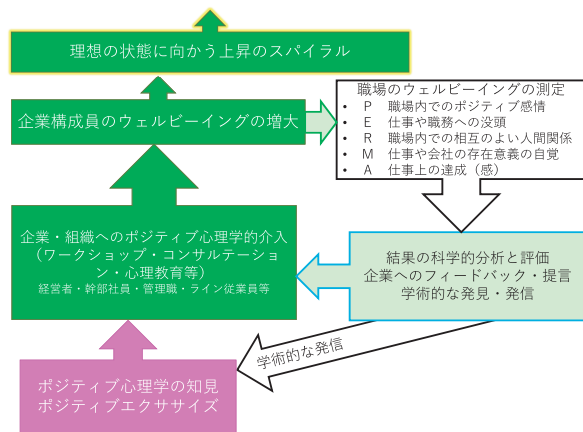 理想の状態に向かう上昇のスパイラル
企業構成員のウェルビーイングの増大
職場のウェルビーイングの測定
• P 職場内でのポジティブ感情
• E 仕事や職務への没頭
• R 職場内での相互のよい人間関係
• M 仕事や会社の存在意義の自覚
• A 仕事上の達成（感）
企業・組織へのポジティブ心理学的介入
（ワークショップ・コンサルテーショ
ン・心理教育等）
経営者・幹部社員・管理職・ライン従業員等
結果の科学的分析と評価
企業へのフィードバック・提言
学術的な発見・発信
学術的な発信
ポジティブ心理学の知見
ポジティブエクササイズ